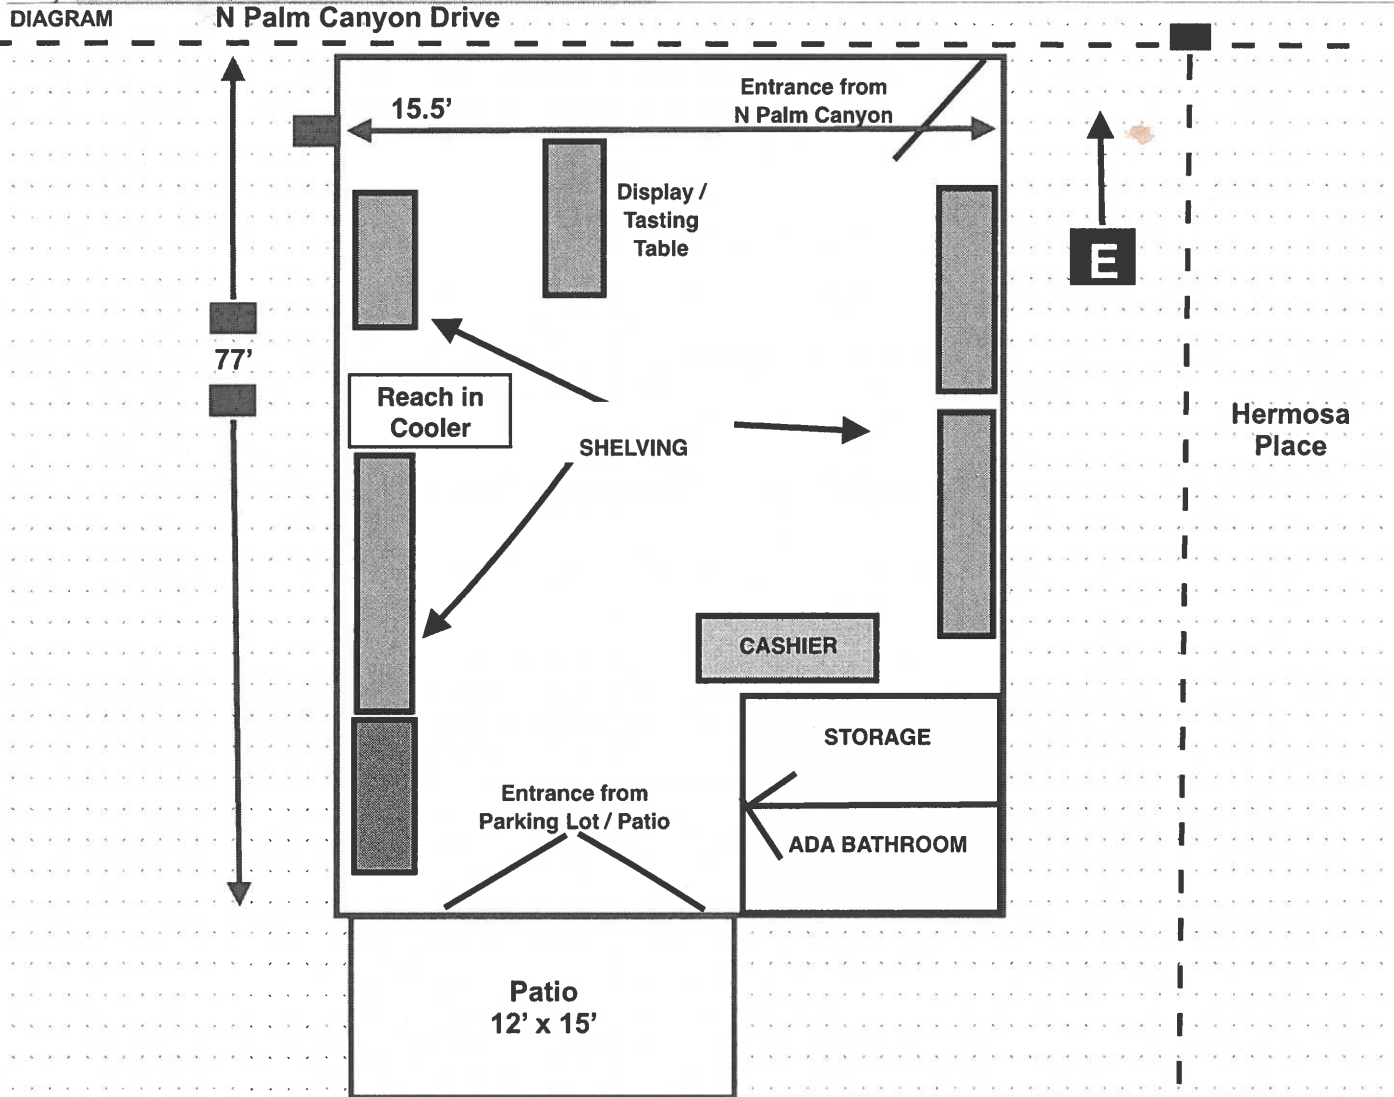 DIAGRAM
N Palm Canyon Drive
15.5’
Entrance from
N Palm Canyon
Display /
Tasting
Table
E
77’
Reach in
Cooler
SHELVING
Hermosa
Place
CASHIER
STORAGE
Entrance from
Parking Lot / Patio
ADA BATHROOM
Patio
12’ x 15’